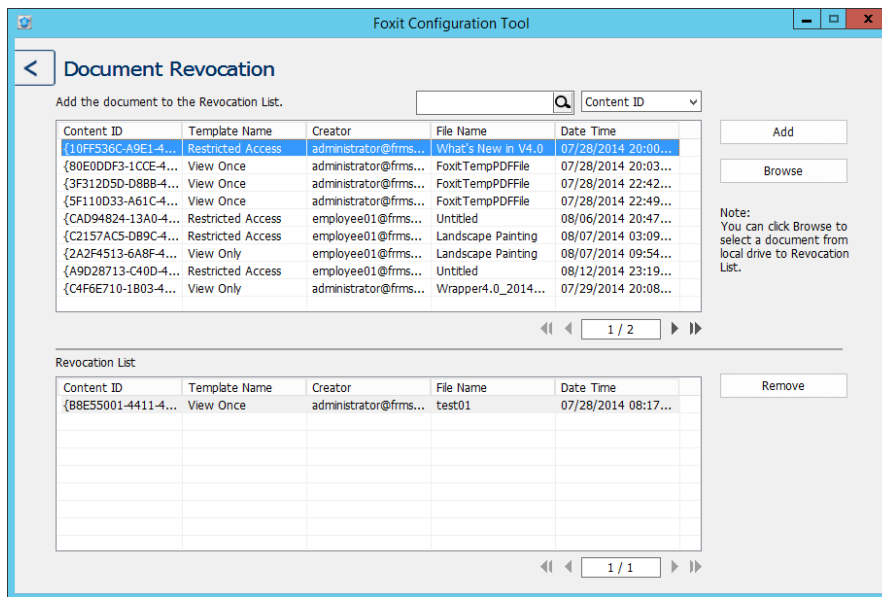 Foxit Configuration Tool
<
Document Revocation
Add the document to the Revocation List.
Content ID
Content ID Template Name Creator File Name Date Time
{10FF536C-A9E1-4... Restricted Access administrator@frms... What's New in V4.0 07/28/2014 20:00...
{80E0DDF3-1CCE-4... View Once administrator@frms... FoxitTempPDFFile 07/28/2014 20:03...
{3F312D5D-D8BB-4... View Once administrator@frms... FoxitTempPDFFile 07/28/2014 22:42...
{5F110D33-A61C-4... View Once administrator@frms... FoxitTempPDFFile 07/28/2014 22:49...
{CAD94824-13A0-4... Restricted Access employee01@frms... Untitled 08/06/2014 20:47...
{C2157AC5-DB9C-4... Restricted Access employee01@frms... Landscape Painting 08/07/2014 03:09...
{2A2F4513-6A8F-4... View Only employee01@frms... Landscape Painting 08/07/2014 09:54...
{A9D28713-C40D-4... Restricted Access employee01@frms... Untitled 08/12/2014 23:19...
{C4F6E710-1B03-4... View Only administrator@frms... Wrapper4.0_2014... 07/29/2014 20:08...
1 / 2
Add
Browse
Note:
You can click Browse to
select a document from
local drive to Revocation
List.
Revocation List
Content ID Template Name Creator File Name Date Time
{B8E55001-4411-4... View Once administrator@frms... test01 07/28/2014 08:17...
1 / 1
Remove